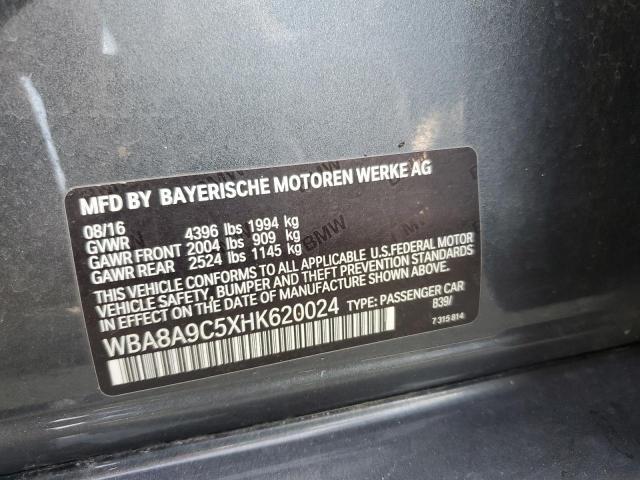 MFD BY BAYERISCHE MOTOREN WERKE AG
08/16
GVWR 4396 lbs 1994 kg
GAWR FRONT 2004 lbs 909 kg
GAWR REAR 2524 lbs 1145 kg
THIS VEHICLE CONFORMS TO ALL APPLICABLE U.S.FEDERAL MOTOR
VEHICLE SAFETY, BUMPER AND THEFT PREVENTION STANDARDS
IN EFFECT ON THE DATE OF MANUFACTURE SHOWN ABOVE.
WBA8A9C5XHK620024 TYPE: PASSENGER CAR
B39/
7 315 814
BMW